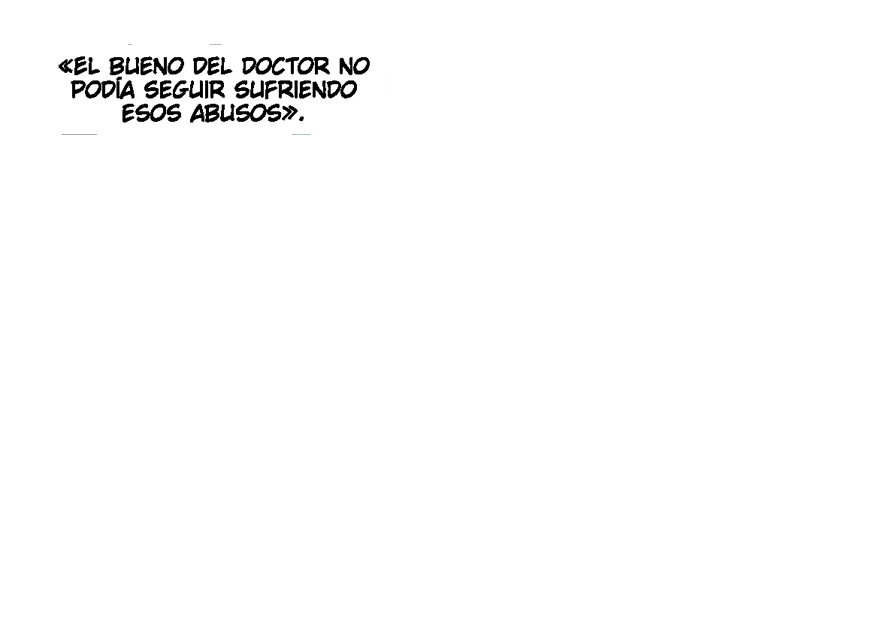 «EL BUENO DEL DOCTOR NO
PODÍA SEGUIR SUFRIENDO
ESOS ABUSOS».